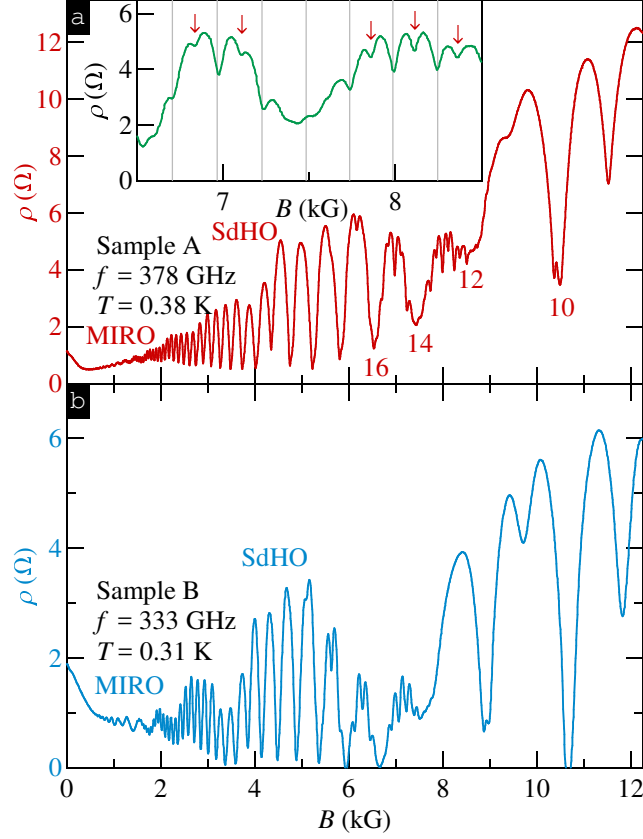 a
12
10
8
6
4
2
0
ρ (Ω)
6
4
2
0
ρ (Ω)
7
8
B (kG)
SdHO
Sample A
f = 378 GHz
T = 0.38 K
MIRO
16
14
12
10
b
6
4
2
0
ρ (Ω)
SdHO
Sample B
f = 333 GHz
T = 0.31 K
MIRO
0 2 4 6 8 10 12
B (kG)